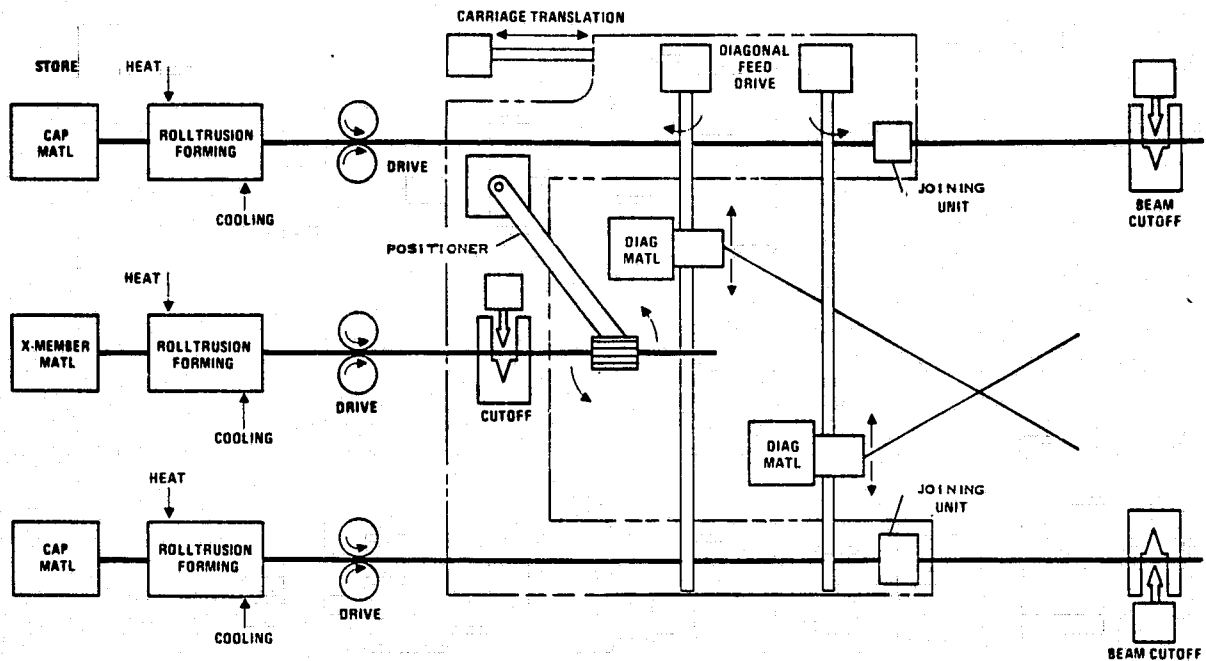 CARRIAGE TRANSLATION
STORE
HEAT
DIAGONAL
FEED
DRIVE
CAP
MATL
ROLLTRUSION
FORMING
DRIVE
COOLING
JOINING
UNIT
BEAM
CUTOFF
POSITIONER
DIAG
MATL
HEAT
X-MEMBER
MATL
ROLLTRUSION
FORMING
DRIVE
CUTOFF
COOLING
DIAG
MATL
HEAT
JOINING
UNIT
CAP
MATL
ROLLTRUSION
FORMING
DRIVE
COOLING
BEAM CUTOFF